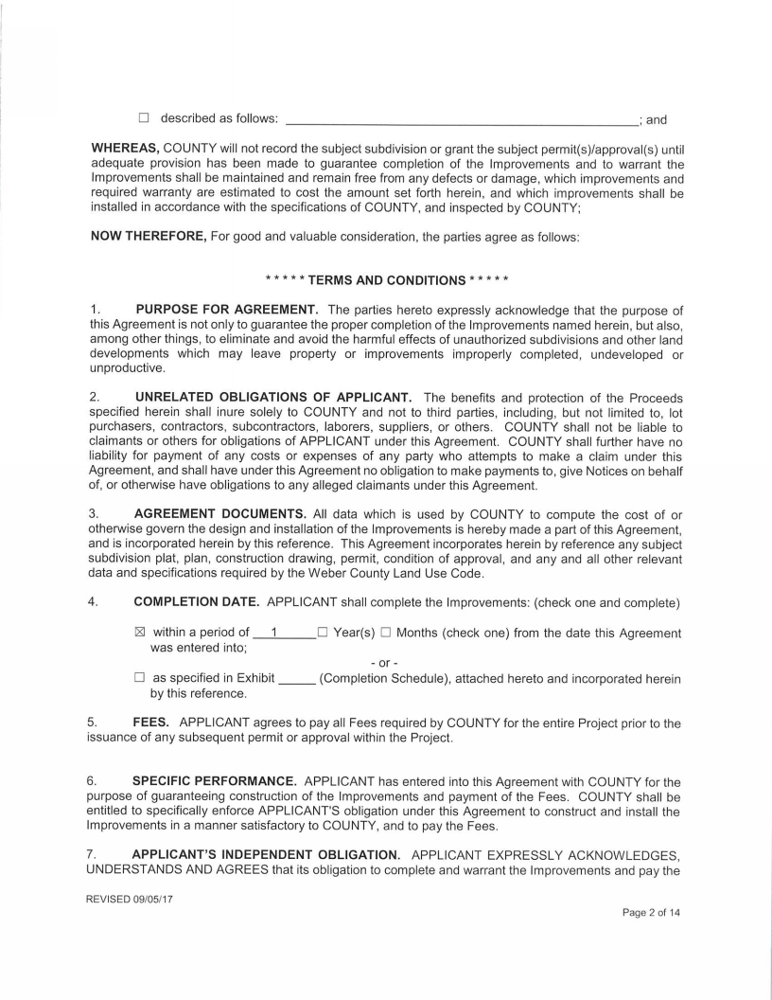 ☐ described as follows: ______________________________; and
WHEREAS, COUNTY will not record the subject subdivision or grant the subject permit(s)/approval(s) until
adequate provision has been made to guarantee completion of the Improvements and to warrant the
Improvements shall be maintained and remain free from any defects or damage, which improvements and
required warranty are estimated to cost the amount set forth herein, and which improvements shall be
installed in accordance with the specifications of COUNTY, and inspected by COUNTY;
NOW THEREFORE, For good and valuable consideration, the parties agree as follows:
* * * * * TERMS AND CONDITIONS * * * * *
1. PURPOSE FOR AGREEMENT. The parties hereto expressly acknowledge that the purpose of
this Agreement is not only to guarantee the proper completion of the Improvements named herein, but also,
among other things, to eliminate and avoid the harmful effects of unauthorized subdivisions and other land
developments which may leave property or improvements improperly completed, undeveloped or
unproductive.
2. UNRELATED OBLIGATIONS OF APPLICANT. The benefits and protection of the Proceeds
specified herein shall inure solely to COUNTY and not to third parties, including, but not limited to, lot
purchasers, contractors, subcontractors, laborers, suppliers, or others. COUNTY shall not be liable to
claimants or others for obligations of APPLICANT under this Agreement. COUNTY shall further have no
liability for payment of any costs or expenses of any party who attempts to make a claim under this
Agreement, and shall have under this Agreement no obligation to make payments to, give Notices on behalf
of, or otherwise have obligations to any alleged claimants under this Agreement.
3. AGREEMENT DOCUMENTS. All data which is used by COUNTY to compute the cost of or
otherwise govern the design and installation of the Improvements is hereby made a part of this Agreement,
and is incorporated herein by this reference. This Agreement incorporates herein by reference any subject
subdivision plat, plan, construction drawing, permit, condition of approval, and any and all other relevant
data and specifications required by the Weber County Land Use Code.
4. COMPLETION DATE. APPLICANT shall complete the Improvements: (check one and complete)
☒ within a period of ___1______☐ Year(s) ☐ Months (check one) from the date this Agreement
was entered into;
- or -
☐ as specified in Exhibit _____ (Completion Schedule), attached hereto and incorporated herein
by this reference.
5. FEES. APPLICANT agrees to pay all Fees required by COUNTY for the entire Project prior to the
issuance of any subsequent permit or approval within the Project.
6. SPECIFIC PERFORMANCE. APPLICANT has entered into this Agreement with COUNTY for the
purpose of guaranteeing construction of the Improvements and payment of the Fees. COUNTY shall be
entitled to specifically enforce APPLICANT'S obligation under this Agreement to construct and install the
Improvements in a manner satisfactory to COUNTY, and to pay the Fees.
7. APPLICANT'S INDEPENDENT OBLIGATION. APPLICANT EXPRESSLY ACKNOWLEDGES,
UNDERSTANDS AND AGREES that its obligation to complete and warrant the Improvements and pay the
REVISED 09/05/17
Page 2 of 14